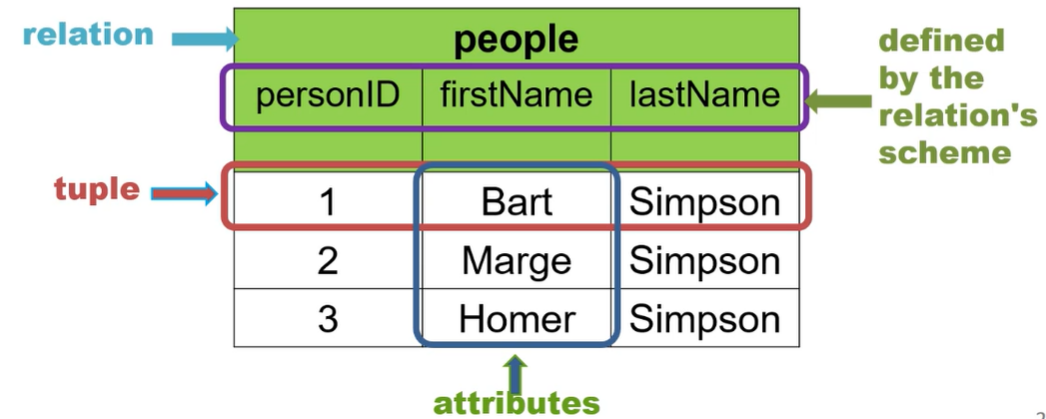 relation
people
defined
by the
relation's
scheme
personID firstName lastName
tuple
1 Bart Simpson
2 Marge Simpson
3 Homer Simpson
attributes